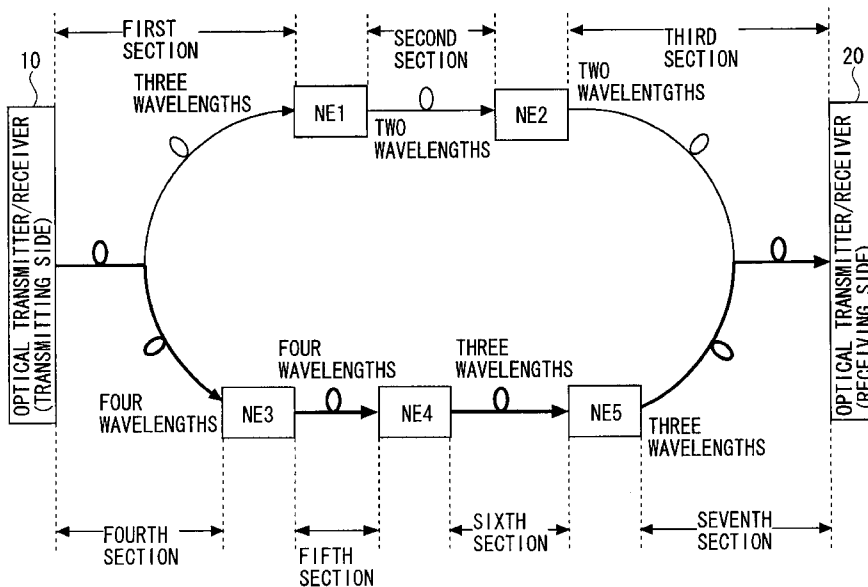 FIRST
SECTION
SECOND
SECTION
THIRD
SECTION
10
20
THREE
WAVELENGTHS
TWO
WAVELENTGTHS
NE1
NE2
TWO
WAVELENGTHS
OPTICAL TRANSMITTER/RECEIVER
(TRANSMITTING SIDE)
OPTICAL TRANSMITTER/RECEIVER
(RECEIVING SIDE)
FOUR
WAVELENGTHS
THREE
WAVELENGTHS
FOUR
WAVELENGTHS
NE3
NE4
NE5
THREE
WAVELENGTHS
FOURTH
SECTION
FIFTH
SECTION
SIXTH
SECTION
SEVENTH
SECTION